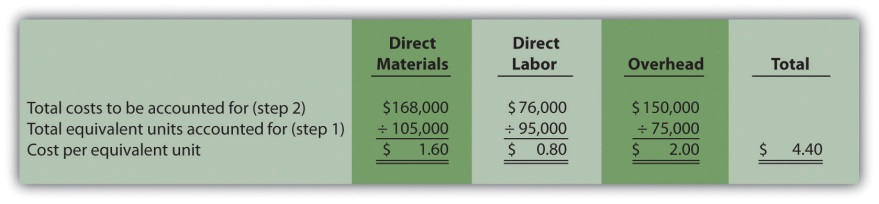 Direct Direct
Materials Labor Overhead Total
Total costs to be accounted for (step 2) $168,000 $ 76,000 $ 150,000
Total equivalent units accounted for (step 1) ÷ 105,000 ÷ 95,000 ÷ 75,000
Cost per equivalent unit $ 1.60 $ 0.80 $ 2.00 $ 4.40